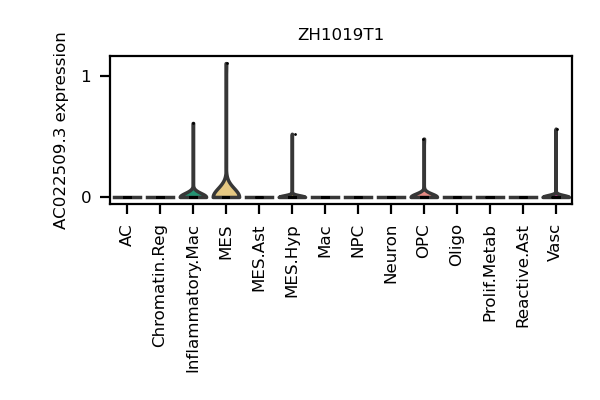 ZH1019T1
AC022509.3 expression
1
0
AC
Chromatin.Reg
Inflammatory.Mac
MES
MES.Ast
MES.Hyp
Mac
NPC
Neuron
OPC
Oligo
Prolif.Metab
Reactive.Ast
Vasc